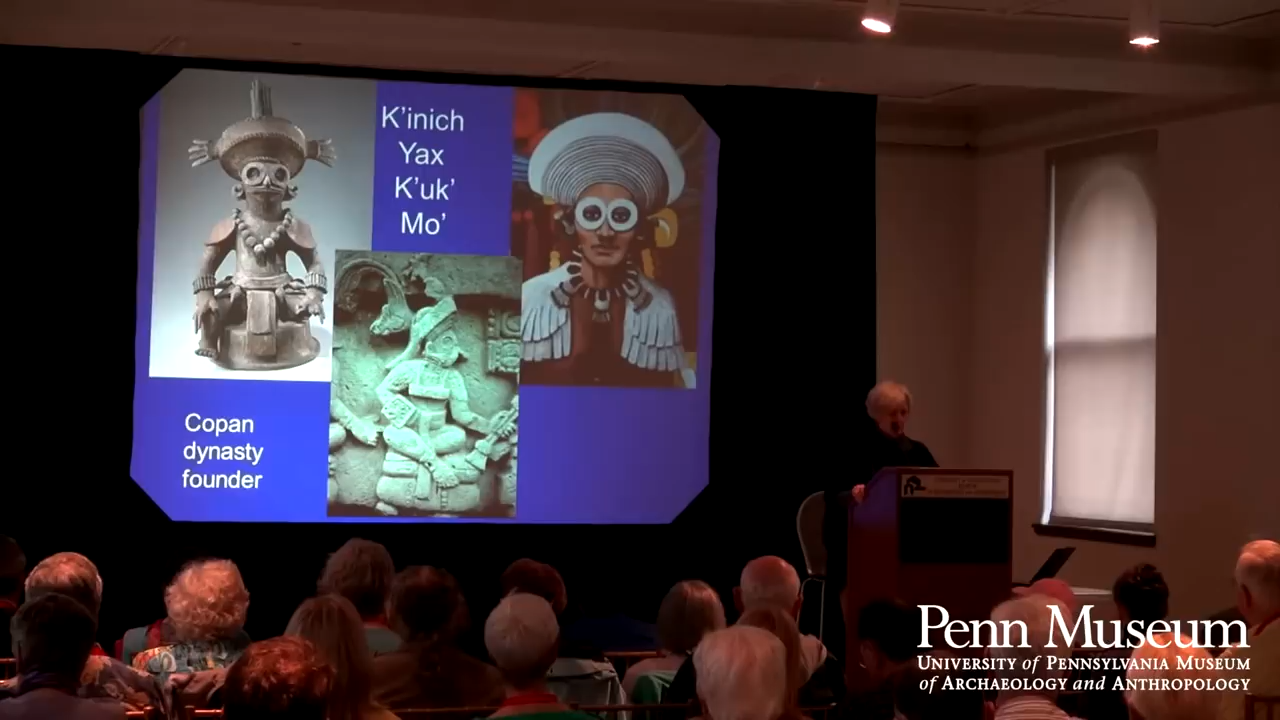 K'inich
Yax
K'uk'
Mo'
Copan
dynasty
founder
Penn Museum
University of Pennsylvania Museum
of Archaeology and Anthropology